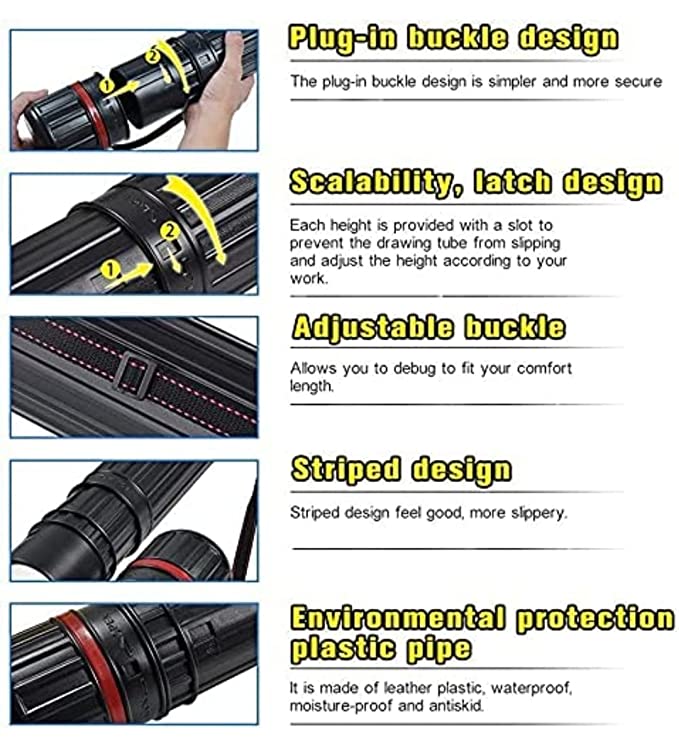 Plug-in buckle design
The plug-in buckle design is simpler and more secure
1
2
Scalability, latch design
Each height is provided with a slot to
prevent the drawing tube from slipping
and adjust the height according to your
work.
1
2
Adjustable buckle
Allows you to debug to fit your comfort
length.
Striped design
Striped design feel good, more slippery.
Environmental protection
plastic pipe
It is made of leather plastic, waterproof,
moisture-proof and antiskid.